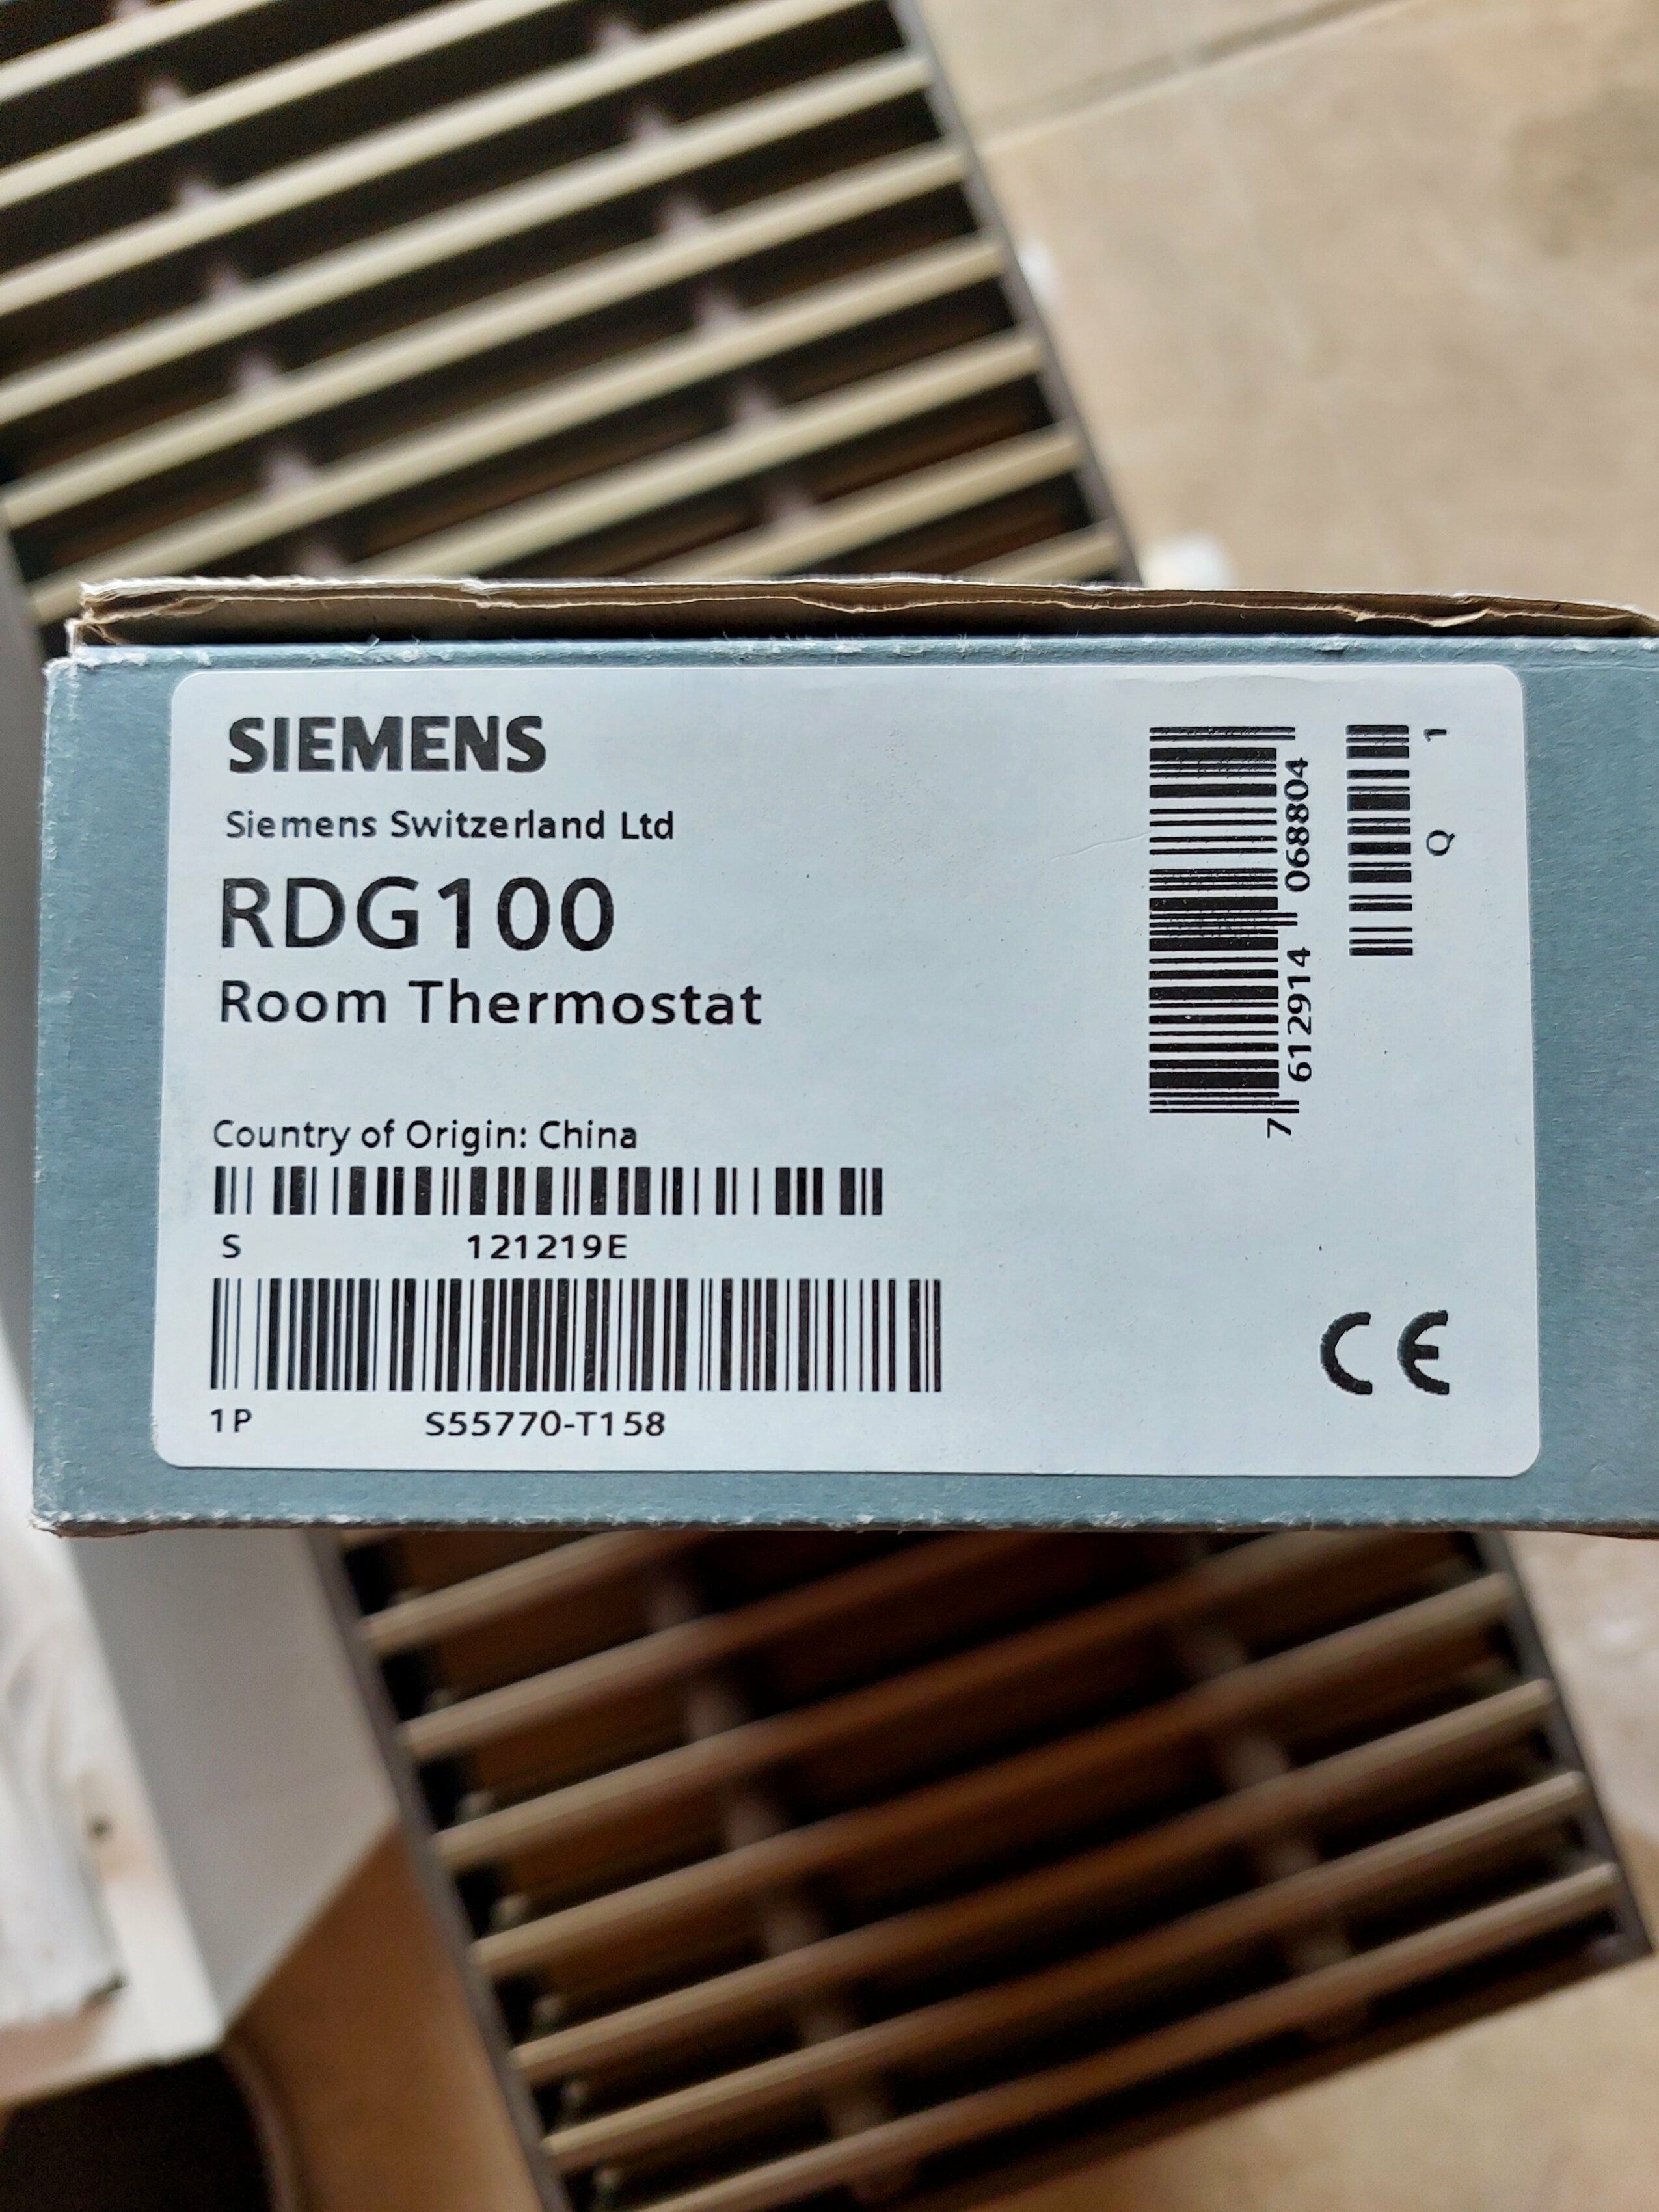 SIEMENS
Siemens Switzerland Ltd
RDG100
Room Thermostat
Country of Origin: China
S 121219E
1P S55770-T158
7 612914 068804
Q 1
CE